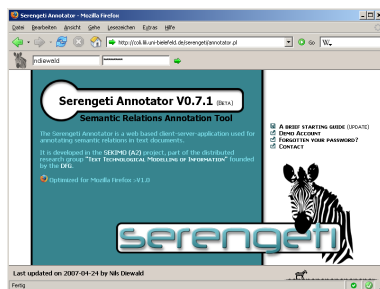 Serengeti Annotator - Mozilla Firefox
Datei Bearbeiten Ansicht Gehe Lesezeichen Extras Hilfe
http://coli.lili.uni-bielefeld.de/serengeti/annotator.pl
Go
ndiewald
********
Serengeti Annotator V0.7.1 (BETA)
Semantic Relations Annotation Tool
The Serengeti Annotator is a web based client-server-application used for
annotating semantic relations in text documents.
It is developed in the SEKIMO (A2) project, part of the distributed
research group "TEXT TECHNOLOGICAL MODELLING OF INFORMATION" founded
by the DFG.
Optimized for Mozilla Firefox >V1.0
A BRIEF STARTING GUIDE (UPDATE)
DEMO ACCOUNT
FORGOTTEN YOUR PASSWORD?
CONTACT
serengeti
Last updated on 2007-04-24 by Nils Diewald
Fertig